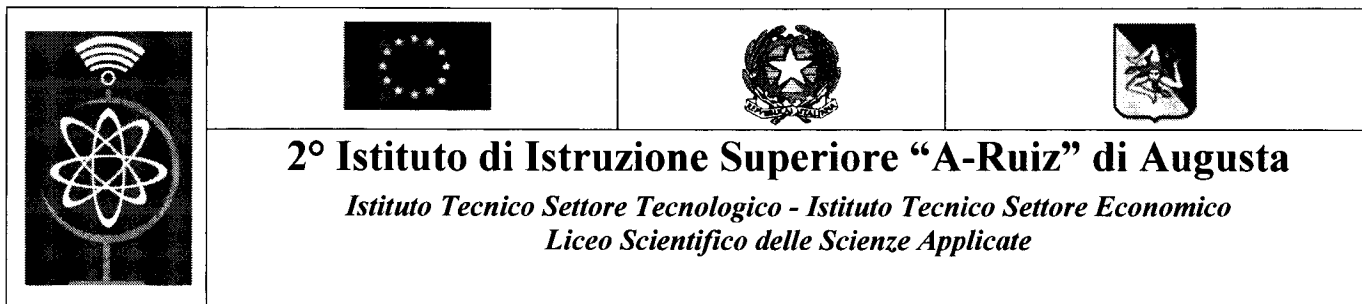 2° Istituto di Istruzione Superiore “A-Ruiz” di Augusta
Istituto Tecnico Settore Tecnologico - Istituto Tecnico Settore Economico
Liceo Scientifico delle Scienze Applicate